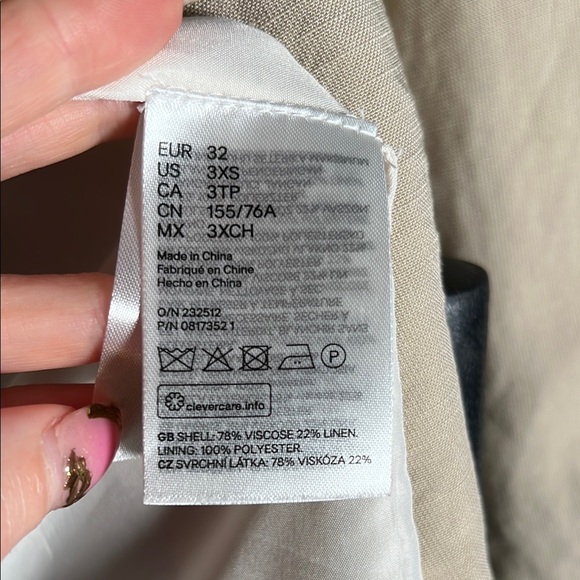 EUR 32
US 3XS
CA 3TP
CN 155/76A
MX 3XCH
Made in China
Fabriqué en Chine
Hecho en China
O/N 232512
P/N 0817352 1
P
clevercare.info
GB SHELL: 78% VISCOSE 22% LINEN.
LINING: 100% POLYESTER.
CZ SVRCHNÍ LÁTKA: 78% VISKÓZA 22%